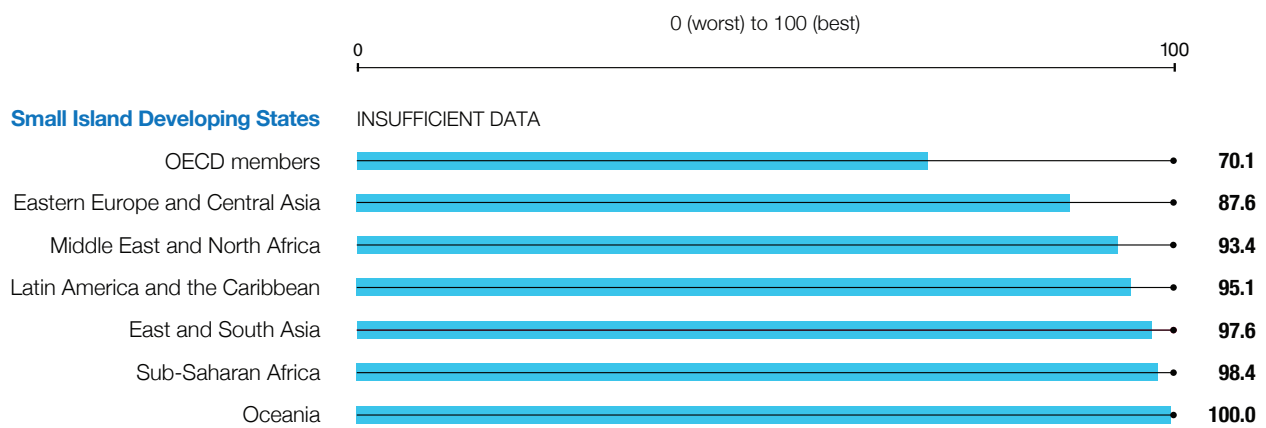 0 (worst) to 100 (best)
0 100
Small Island Developing States INSUFFICIENT DATA
OECD members 70.1
Eastern Europe and Central Asia 87.6
Middle East and North Africa 93.4
Latin America and the Caribbean 95.1
East and South Asia 97.6
Sub-Saharan Africa 98.4
Oceania 100.0